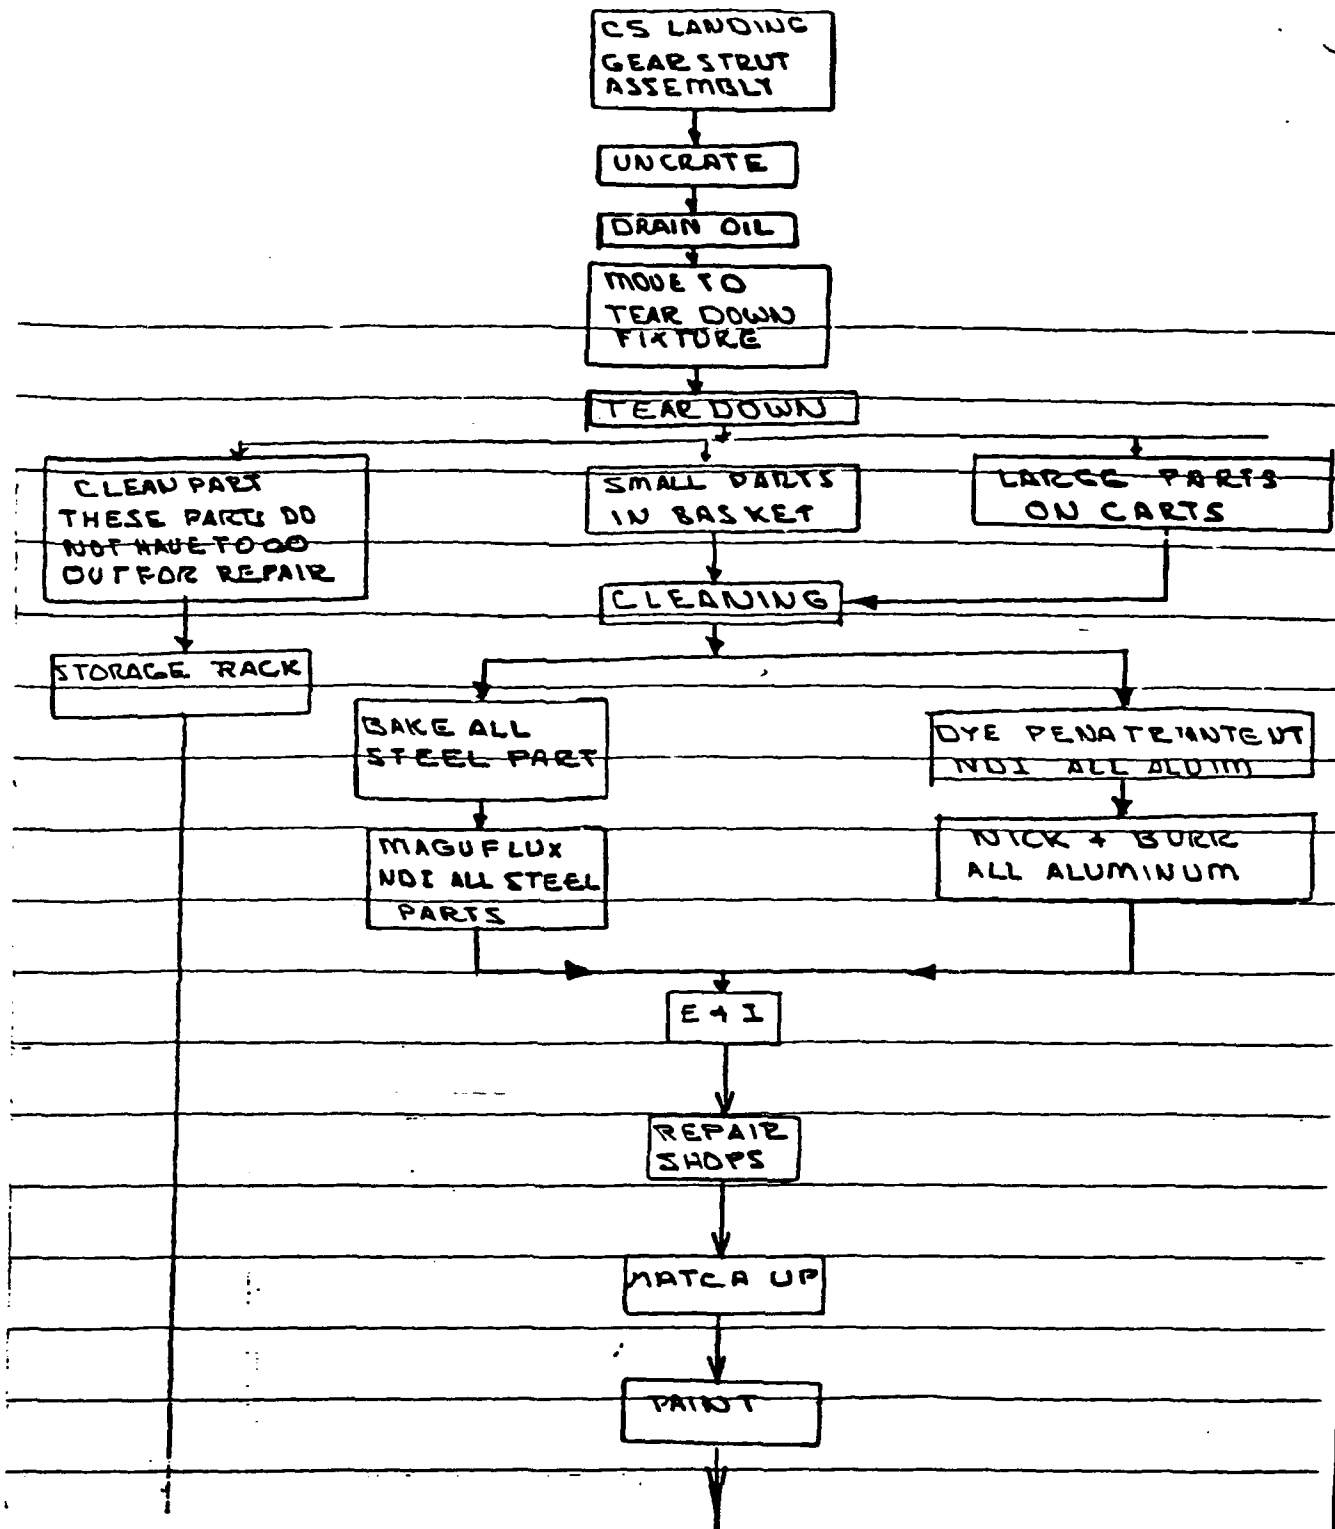 C5 LANDING
GEAR STRUT
ASSEMBLY
UNCRATE
DRAIN OIL
MOVE TO
TEAR DOWN
FIXTURE
TEAR DOWN
CLEAN PART
THESE PARTS DO
NOT HAVE TO GO
OUT FOR REPAIR
SMALL PARTS
IN BASKET
LARGE PARTS
ON CARTS
CLEANING
STORAGE RACK
BAKE ALL
STEEL PART
DYE PENATRANTENT
NDI ALL ALUIM
MAGUFLUX
NDI ALL STEEL
PARTS
NICK + BURR
ALL ALUMINUM
E + I
REPAIR
SHOPS
MATCA UP
PAINT